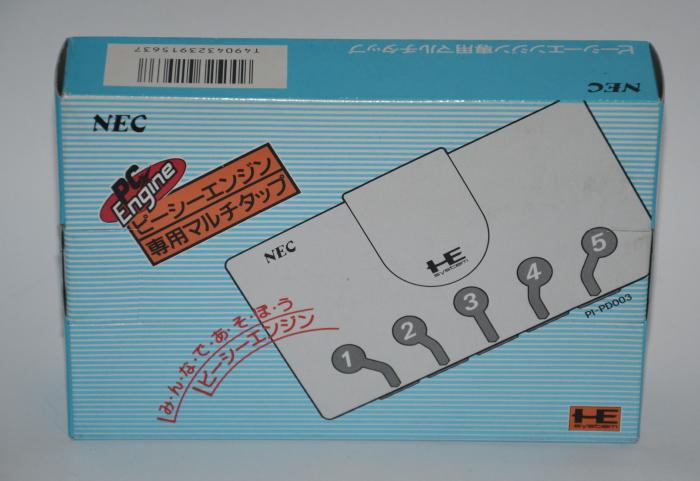 T4904323915637
ピーシーエンジン専用マルチタップ
NEC
NEC
PC Engine
ピーシーエンジン
専用マルチタップ
NEC
HE
system
1
2
3
4
5
PI-PD003
み・ん・な・で・あ・そ・ぼ・う
ピーシーエンジン
HE
system